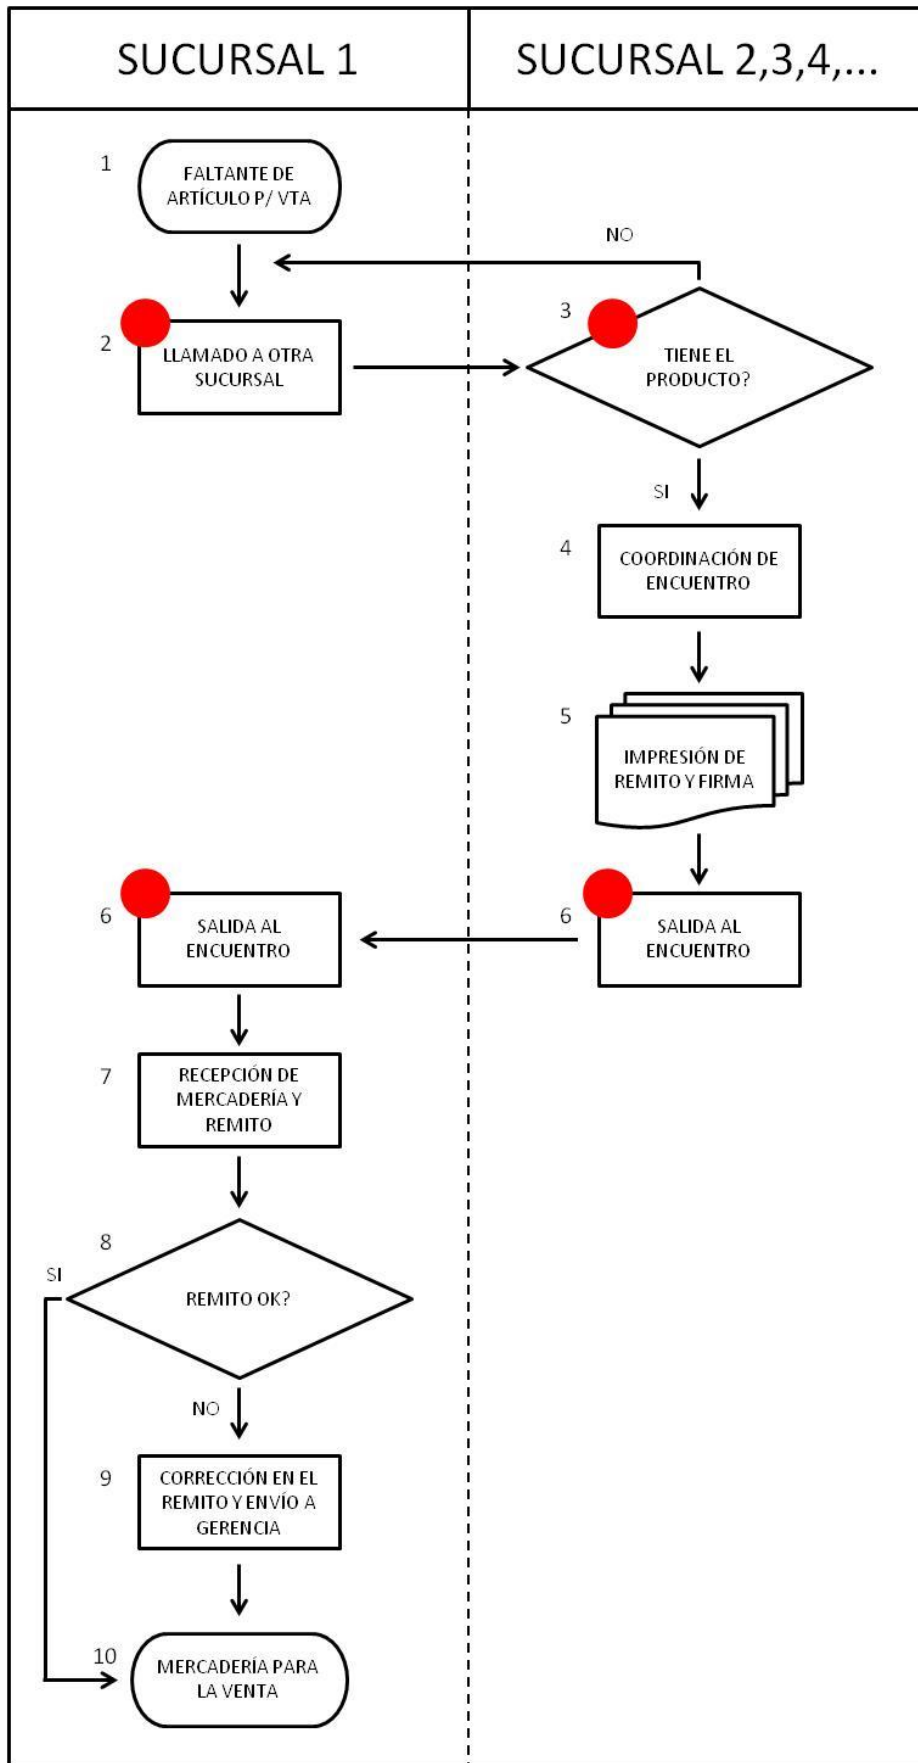 SUCURSAL 1
SUCURSAL 2,3,4,...
1
FALTANTE DE
ARTÍCULO P/ VTA
NO
2
LLAMADO A OTRA
SUCURSAL
3
TIENE EL
PRODUCTO?
SI
4
COORDINACIÓN DE
ENCUENTRO
5
IMPRESIÓN DE
REMITO Y FIRMA
6
SALIDA AL
ENCUENTRO
6
SALIDA AL
ENCUENTRO
7
RECEPCIÓN DE
MERCADERÍA Y
REMITO
8
SI
REMITO OK?
NO
9
CORRECCIÓN EN EL
REMITO Y ENVÍO A
GERENCIA
10
MERCADERÍA PARA
LA VENTA